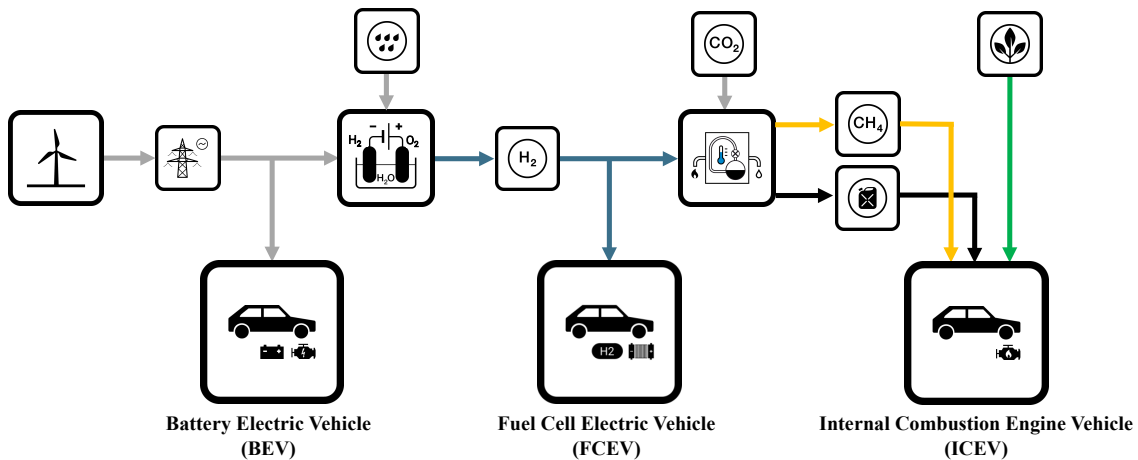 CO2
− +
H2 O2
H2O
H2
CH4
H2
Battery Electric Vehicle
(BEV)
Fuel Cell Electric Vehicle
(FCEV)
Internal Combustion Engine Vehicle
(ICEV)